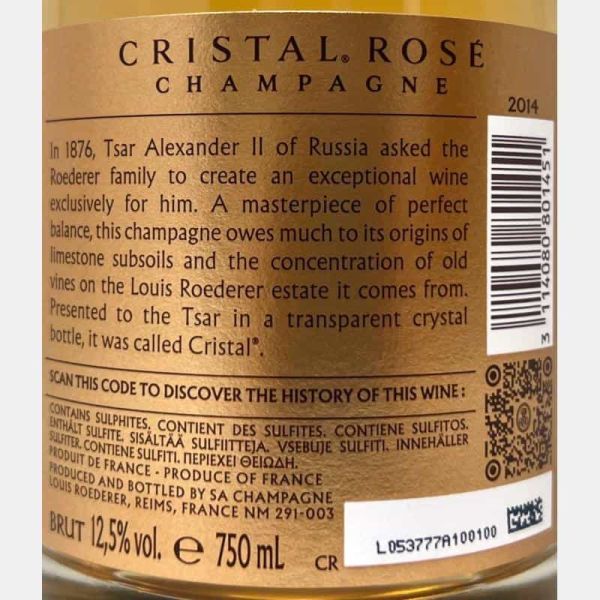 CRISTAL® ROSÉ
CHAMPAGNE
2014
In 1876, Tsar Alexander II of Russia asked the
Roederer family to create an exceptional wine
exclusively for him. A masterpiece of perfect
balance, this champagne owes much to its origins of
limestone subsoils and the concentration of old
vines on the Louis Roederer estate it comes from.
Presented to the Tsar in a transparent crystal
bottle, it was called Cristal®.
3 114080 801451
SCAN THIS CODE TO DISCOVER THE HISTORY OF THIS WINE :
CONTAINS SULPHITES, CONTIENT DES SULFITES, CONTIENE SULFITOS.
ENTHÄLT SULFITE, SISÄLTÄÄ SULFIITTEJA, VSEBUJE SULFITI. INNEHÅLLER
SULFITER. CONTIENE SULFITI. ΠΕΡΙΕΧΕΙ ΘΕΙΩΔΗ.
PRODUIT DE FRANCE - PRODUCE OF FRANCE
PRODUCED AND BOTTLED BY SA CHAMPAGNE
LOUIS ROEDERER, REIMS, FRANCE NM 291-003
BRUT 12,5% vol. e 750 mL CR
L053777A100100